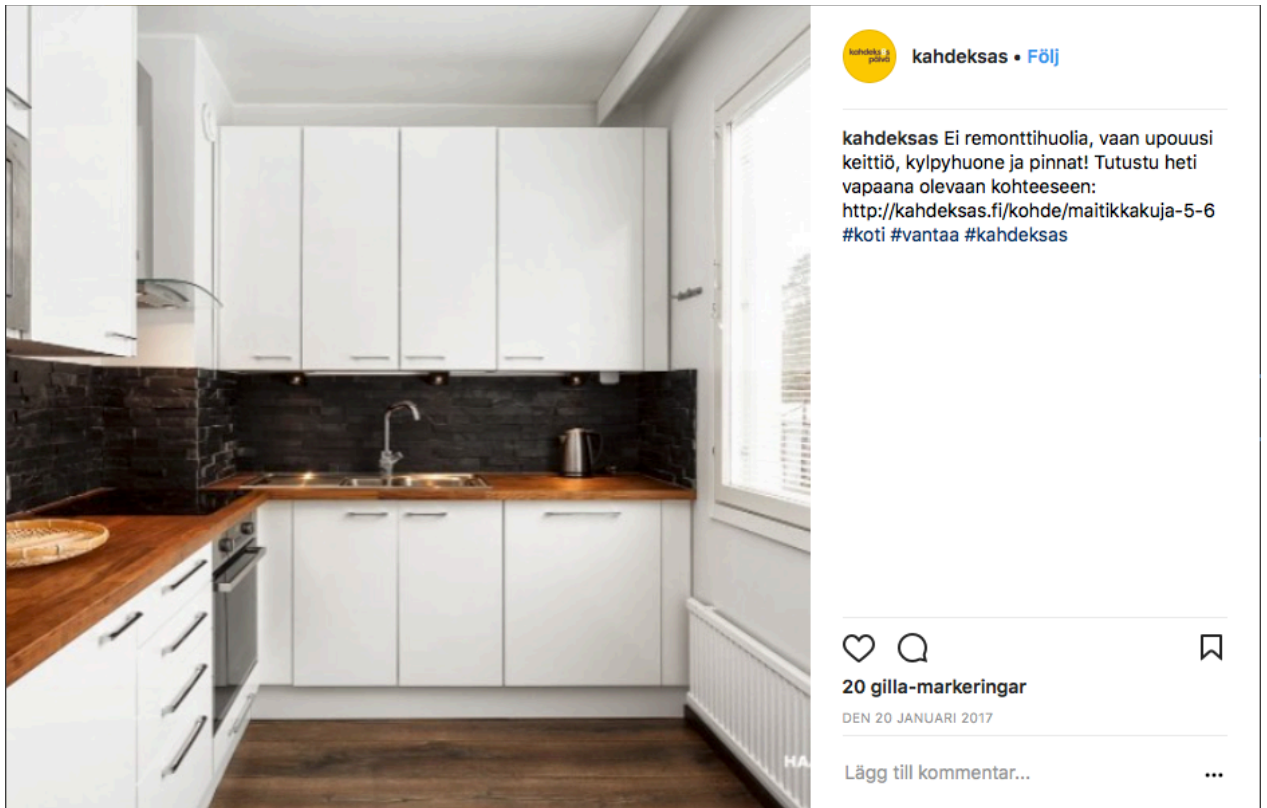 kahdeksas
päivä
kahdeksas • Följ
kahdeksas Ei remonttihuolia, vaan upouusi
keittiö, kylpyhuone ja pinnat! Tutustu heti
vapaana olevaan kohteeseen:
http://kahdeksas.fi/kohde/maitikkakuja-5-6
#koti #vantaa #kahdeksas
20 gilla-markeringar
DEN 20 JANUARI 2017
Lägg till kommentar...